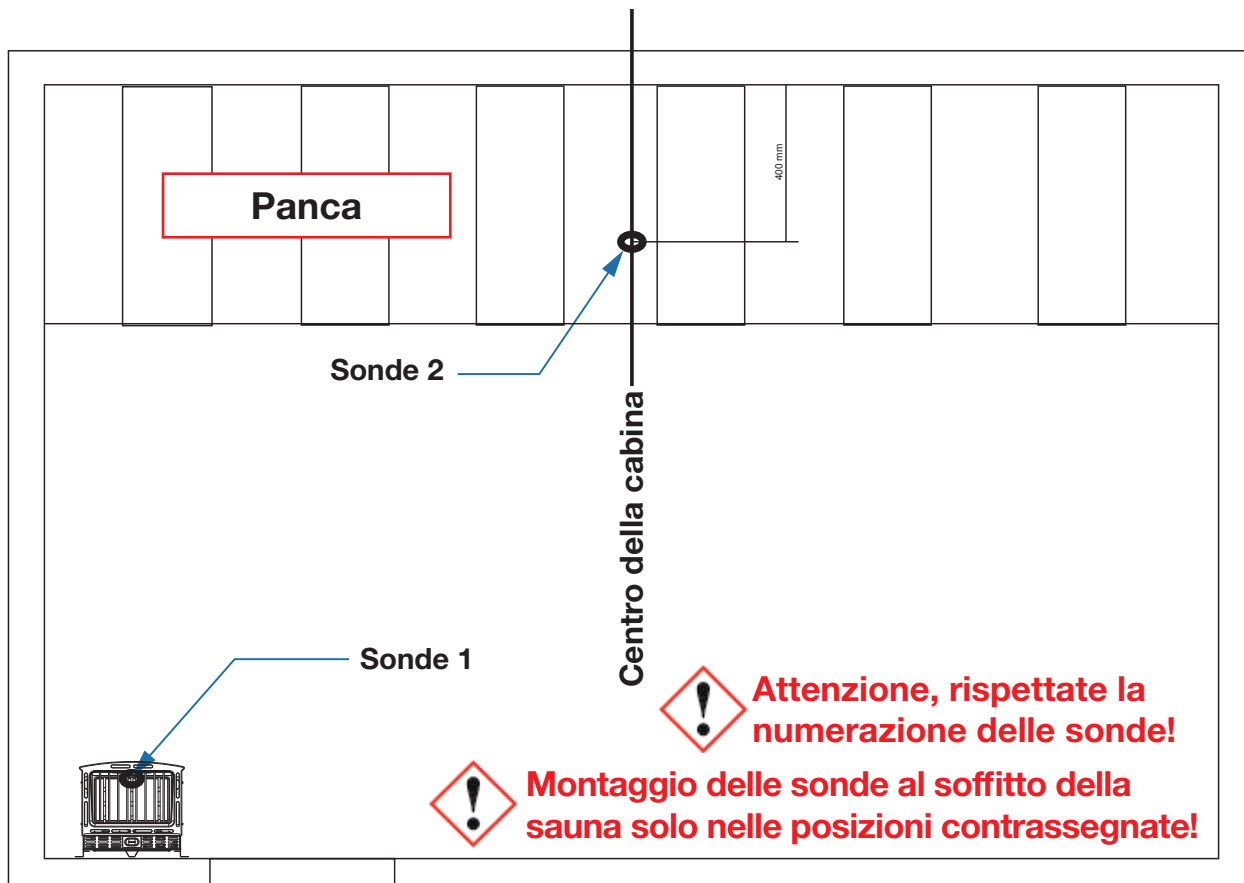 400 mm
Panca
Sonde 2
Centro della cabina
Sonde 1
Attenzione, rispettate la
numerazione delle sonde!
Montaggio delle sonde al soffitto della
sauna solo nelle posizioni contrassegnate!